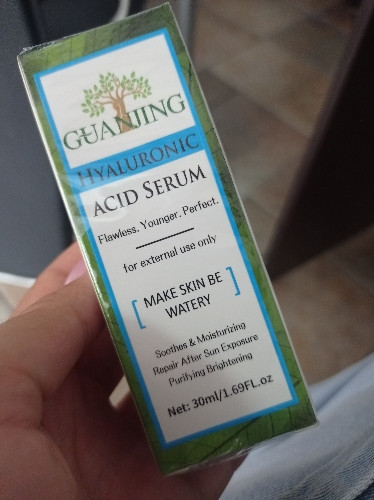 GUANJING
HYALURONIC
ACID SERUM
Flawless. Younger. Perfect.
for external use only
[ MAKE SKIN BE
WATERY ]
Soothes & Moisturizing
Repair After Sun Exposure
Purifying Brightening
Net: 30ml/1.69FL.oz